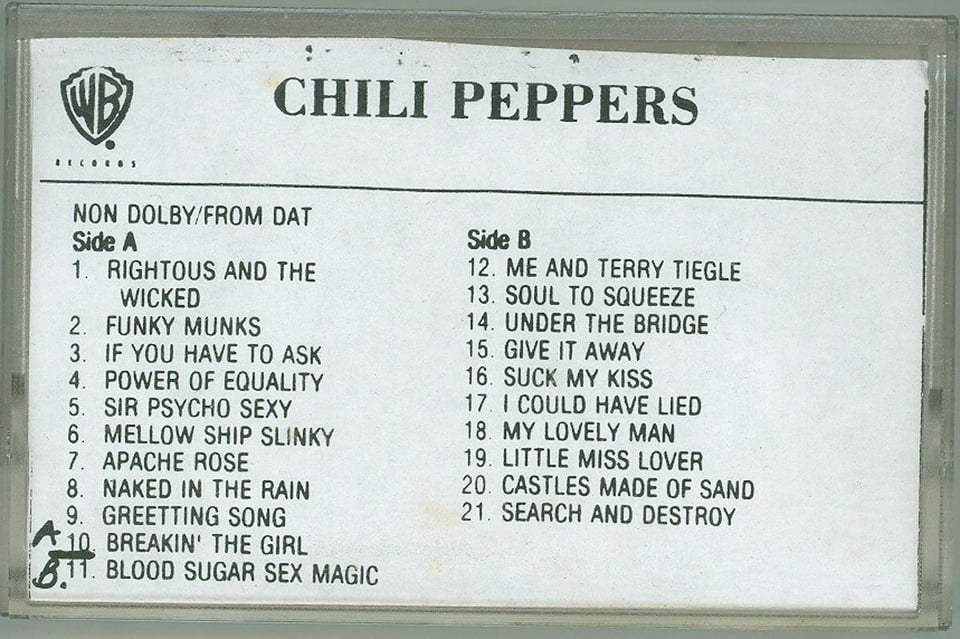 WB
RECORDS
CHILI PEPPERS
NON DOLBY/FROM DAT
Side A
1. RIGHTOUS AND THE
WICKED
2. FUNKY MUNKS
3. IF YOU HAVE TO ASK
4. POWER OF EQUALITY
5. SIR PSYCHO SEXY
6. MELLOW SHIP SLINKY
7. APACHE ROSE
8. NAKED IN THE RAIN
9. GREETTING SONG
A 10. BREAKIN' THE GIRL
B. 11. BLOOD SUGAR SEX MAGIC
Side B
12. ME AND TERRY TIEGLE
13. SOUL TO SQUEEZE
14. UNDER THE BRIDGE
15. GIVE IT AWAY
16. SUCK MY KISS
17. I COULD HAVE LIED
18. MY LOVELY MAN
19. LITTLE MISS LOVER
20. CASTLES MADE OF SAND
21. SEARCH AND DESTROY